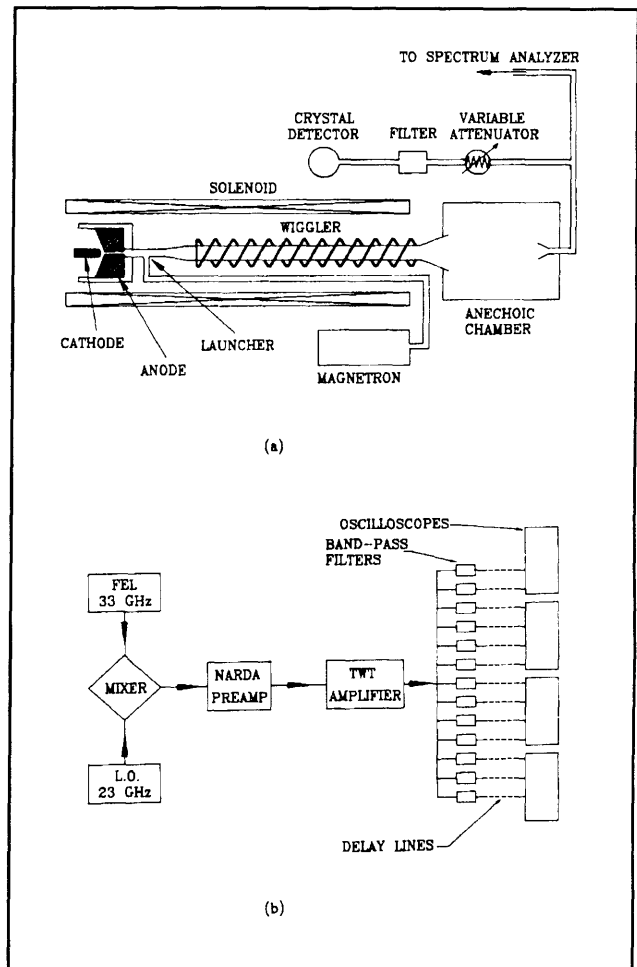 TO SPECTRUM ANALYZER
CRYSTAL
DETECTOR
FILTER
VARIABLE
ATTENUATOR
SOLENOID
WIGGLER
CATHODE
ANODE
LAUNCHER
MAGNETRON
ANECHOIC
CHAMBER
(a)
OSCILLOSCOPES
BAND-PASS
FILTERS
FEL
33 GHz
MIXER
NARDA
PREAMP
TWT
AMPLIFIER
L.O.
23 GHz
DELAY LINES
(b)